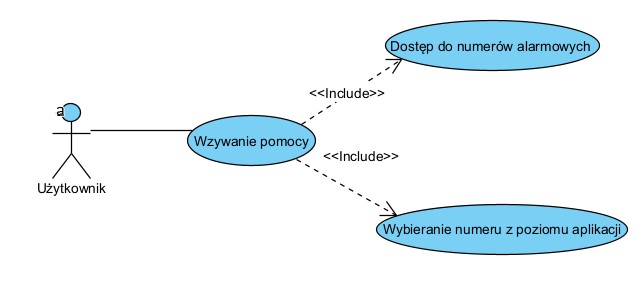 Dostęp do numerów alarmowych
<<Include>>
a
Wzywanie pomocy
<<Include>>
Użytkownik
Wybieranie numeru z poziomu aplikacji